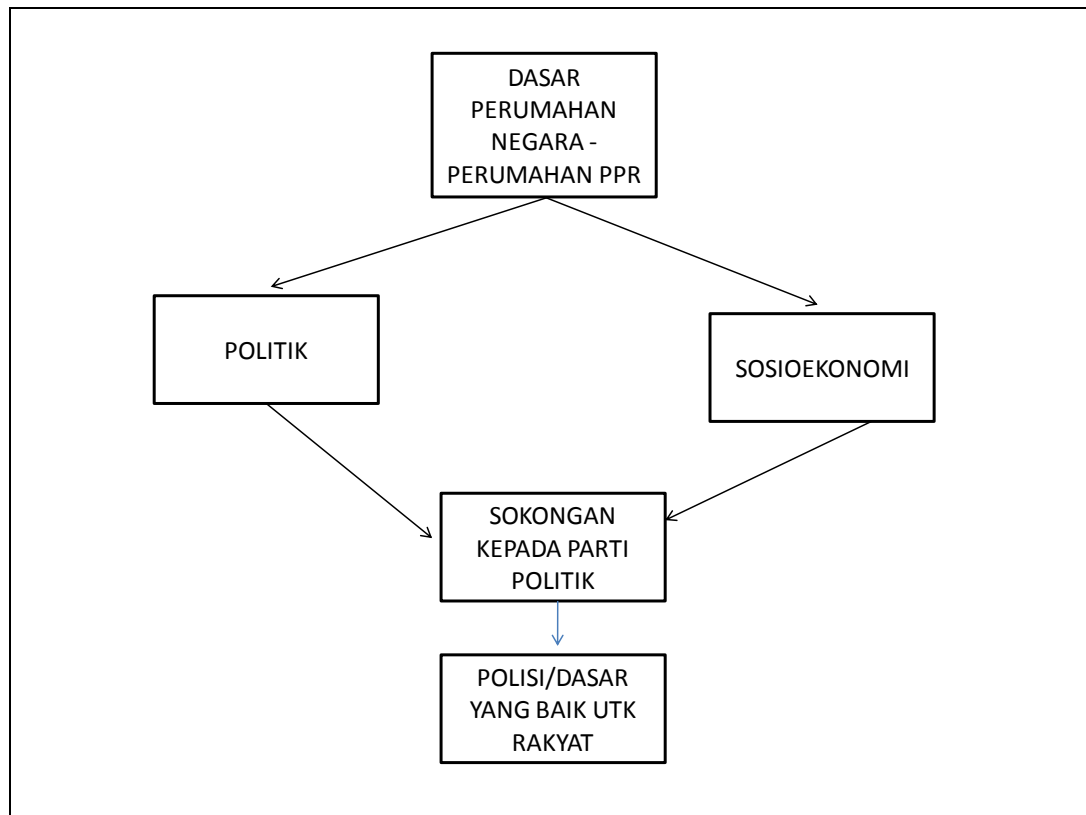 DASAR
PERUMAHAN
NEGARA -
PERUMAHAN PPR
POLITIK
SOSIOEKONOMI
SOKONGAN
KEPADA PARTI
POLITIK
POLISI/DASAR
YANG BAIK UTK
RAKYAT